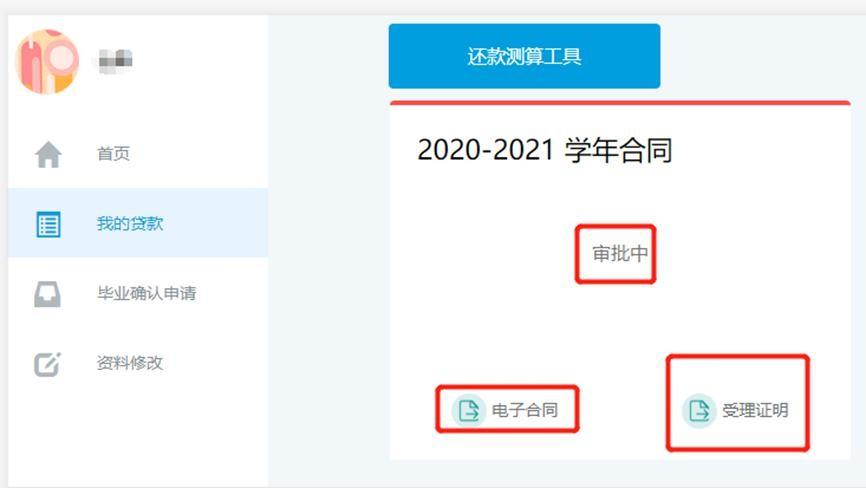 还款测算工具
首页
我的贷款
毕业确认申请
资料修改
2020-2021 学年合同
审批中
电子合同
受理证明